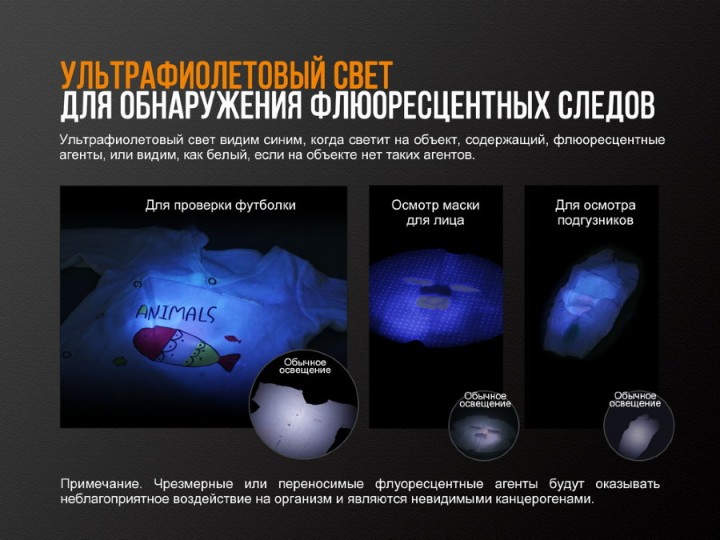 УЛЬТРАФИОЛЕТОВЫЙ СВЕТ
ДЛЯ ОБНАРУЖЕНИЯ ФЛЮОРЕСЦЕНТНЫХ СЛЕДОВ
Ультрафиолетовый свет видим синим, когда светит на объект, содержащий, флюоресцентные
агенты, или видим, как белый, если на объекте нет таких агентов.
Для проверки футболки
ANIMALS
Обычное
освещение
Осмотр маски
для лица
Обычное
освещение
Для осмотра
подгузников
Обычное
освещение
Примечание. Чрезмерные или переносимые флуоресцентные агенты будут оказывать
неблагоприятное воздействие на организм и являются невидимыми канцерогенами.